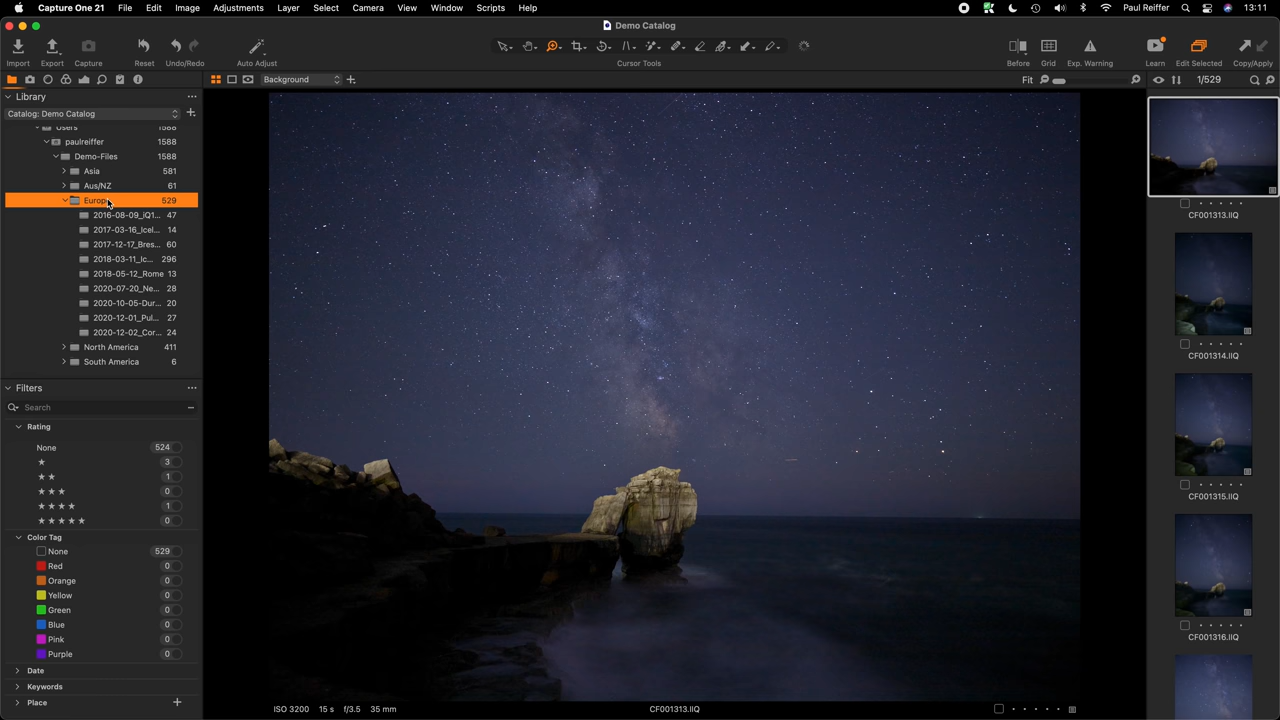 Capture One 21 File Edit Image Adjustments Layer Select Camera View Window Scripts Help Paul Reiffer 13:11
Demo Catalog
Import Export Capture Reset Undo/Redo Auto Adjust Cursor Tools Before Grid Exp. Warning Learn Edit Selected Copy/Apply
Background Fit 1/529
Library
Catalog: Demo Catalog
Users 1588
paulreiffer 1588
Demo-Files 1588
Asia 581
Aus/NZ 61
Europ 529
2016-08-09_iQ1... 47
2017-03-16_Icel... 14
2017-12-17_Bres... 60
2018-03-11_Ic... 296
2018-05-12_Rome 13
2020-07-20_Ne... 28
2020-10-05-Dur... 20
2020-12-01_Pul... 27
2020-12-02_Cor... 24
North America 411
South America 6
Filters
Search
Rating
None 524
3
1
0
1
0
Color Tag
None 529
Red 0
Orange 0
Yellow 0
Green 0
Blue 0
Pink 0
Purple 0
Date
Keywords
Place
ISO 3200 15 s f/3.5 35 mm CF001313.IIQ
CF001313.IIQ
CF001314.IIQ
CF001315.IIQ
CF001316.IIQ